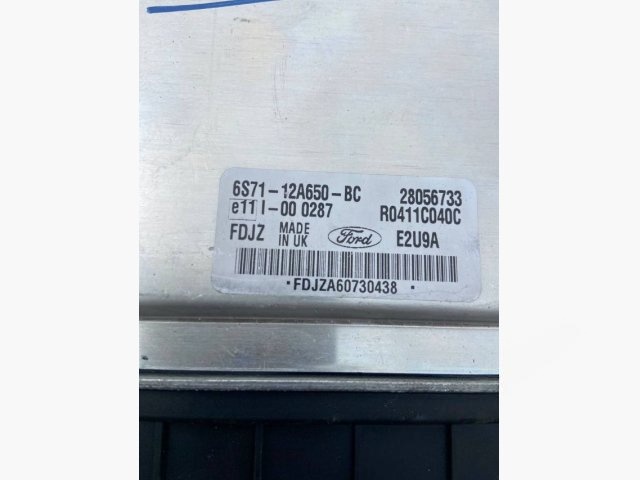 6S71-12A650-BC 28056733
e11 I-00 0287 R0411C040C
FDJZ MADE IN UK Ford E2U9A
·FDJZA60730438·